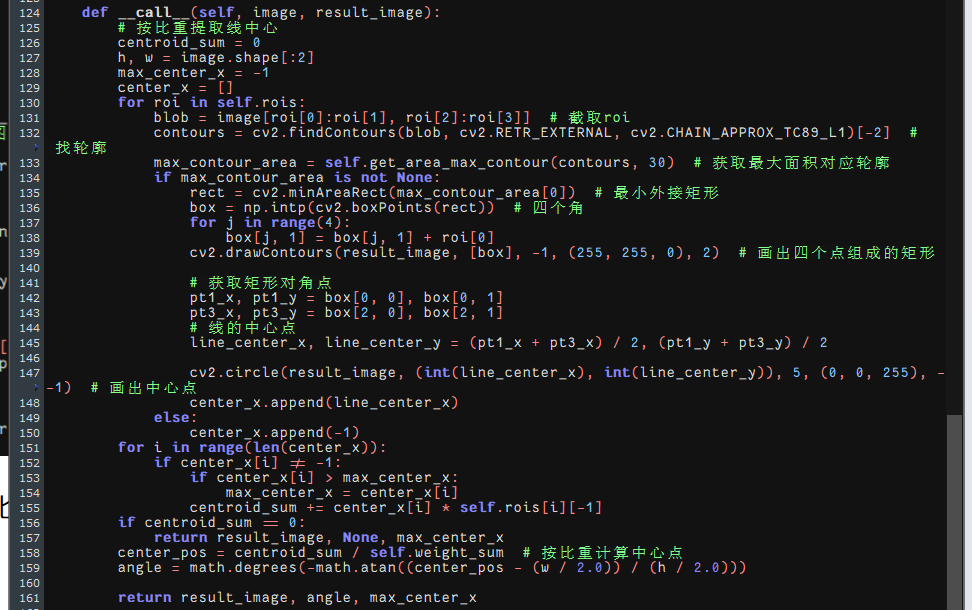 124 def __call__(self, image, result_image):
125 # 按比重提取线中心
126 centroid_sum = 0
127 h, w = image.shape[:2]
128 max_center_x = -1
129 center_x = []
130 for roi in self.rois:
131 blob = image[roi[0]:roi[1], roi[2]:roi[3]]  # 截取roi
132 contours = cv2.findContours(blob, cv2.RETR_EXTERNAL, cv2.CHAIN_APPROX_TC89_L1)[-2]  #
找轮廓
133 max_contour_area = self.get_area_max_contour(contours, 30)  # 获取最大面积对应轮廓
134 if max_contour_area is not None:
135 rect = cv2.minAreaRect(max_contour_area[0])  # 最小外接矩形
136 box = np.intp(cv2.boxPoints(rect))  # 四个角
137 for j in range(4):
138 box[j, 1] = box[j, 1] + roi[0]
139 cv2.drawContours(result_image, [box], -1, (255, 255, 0), 2)  # 画出四个点组成的矩形
140
141 # 获取矩形对角点
142 pt1_x, pt1_y = box[0, 0], box[0, 1]
143 pt3_x, pt3_y = box[2, 0], box[2, 1]
144 # 线的中心点
145 line_center_x, line_center_y = (pt1_x + pt3_x) / 2, (pt1_y + pt3_y) / 2
146
147 cv2.circle(result_image, (int(line_center_x), int(line_center_y)), 5, (0, 0, 255), -
-1)  # 画出中心点
148 center_x.append(line_center_x)
149 else:
150 center_x.append(-1)
151 for i in range(len(center_x)):
152 if center_x[i] ≠ -1:
153 if center_x[i] > max_center_x:
154 max_center_x = center_x[i]
155 centroid_sum += center_x[i] * self.rois[i][-1]
156 if centroid_sum == 0:
157 return result_image, None, max_center_x
158 center_pos = centroid_sum / self.weight_sum  # 按比重计算中心点
159 angle = math.degrees(-math.atan((center_pos - (w / 2.0)) / (h / 2.0)))
160
161 return result_image, angle, max_center_x